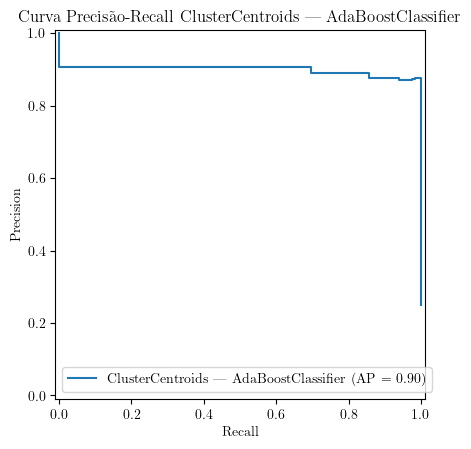 Curva Precisão-Recall ClusterCentroids — AdaBoostClassifier
1.0
0.8
0.6
0.4
0.2
0.0
Precision
ClusterCentroids — AdaBoostClassifier (AP = 0.90)
0.0 0.2 0.4 0.6 0.8 1.0
Recall